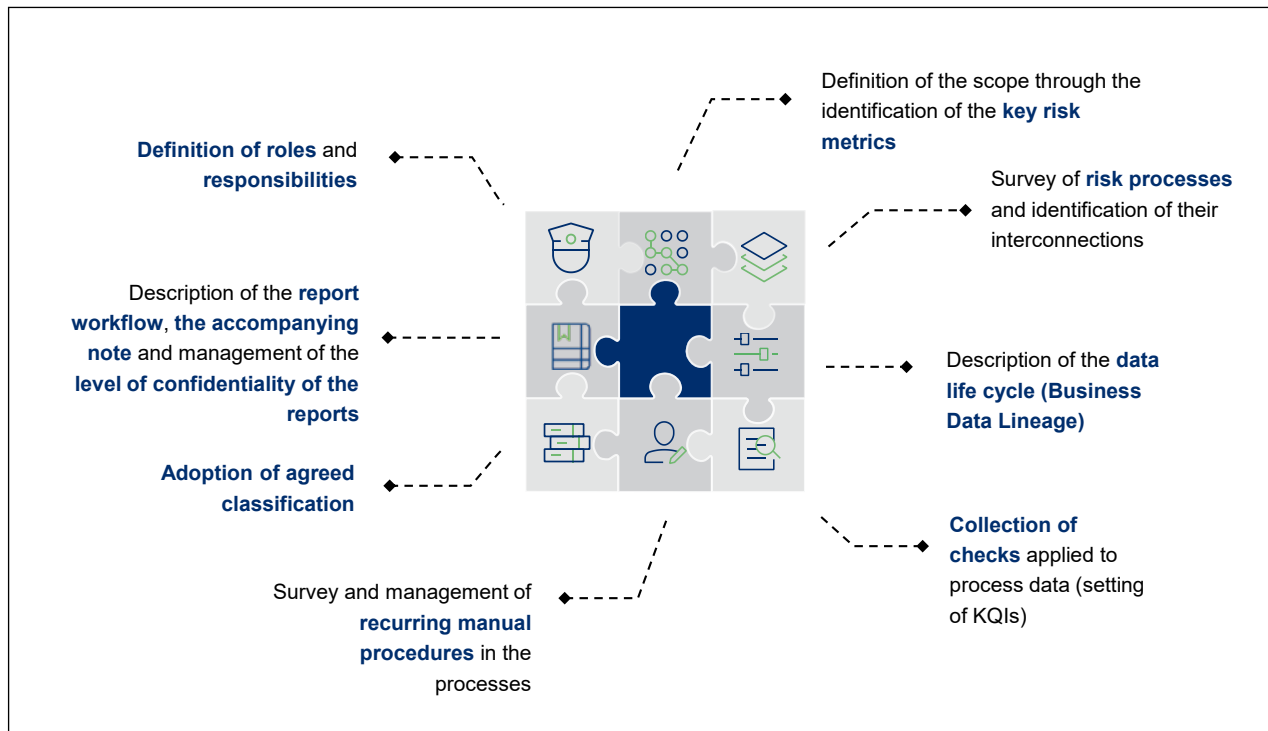 Definition of the scope through the
identification of the key risk
metrics
Definition of roles and
responsibilities
Survey of risk processes
and identification of their
interconnections
Description of the report
workflow, the accompanying
note and management of the
level of confidentiality of the
reports
Description of the data
life cycle (Business
Data Lineage)
Adoption of agreed
classification
Collection of
checks applied to
process data (setting
of KQIs)
Survey and management of
recurring manual
procedures in the
processes